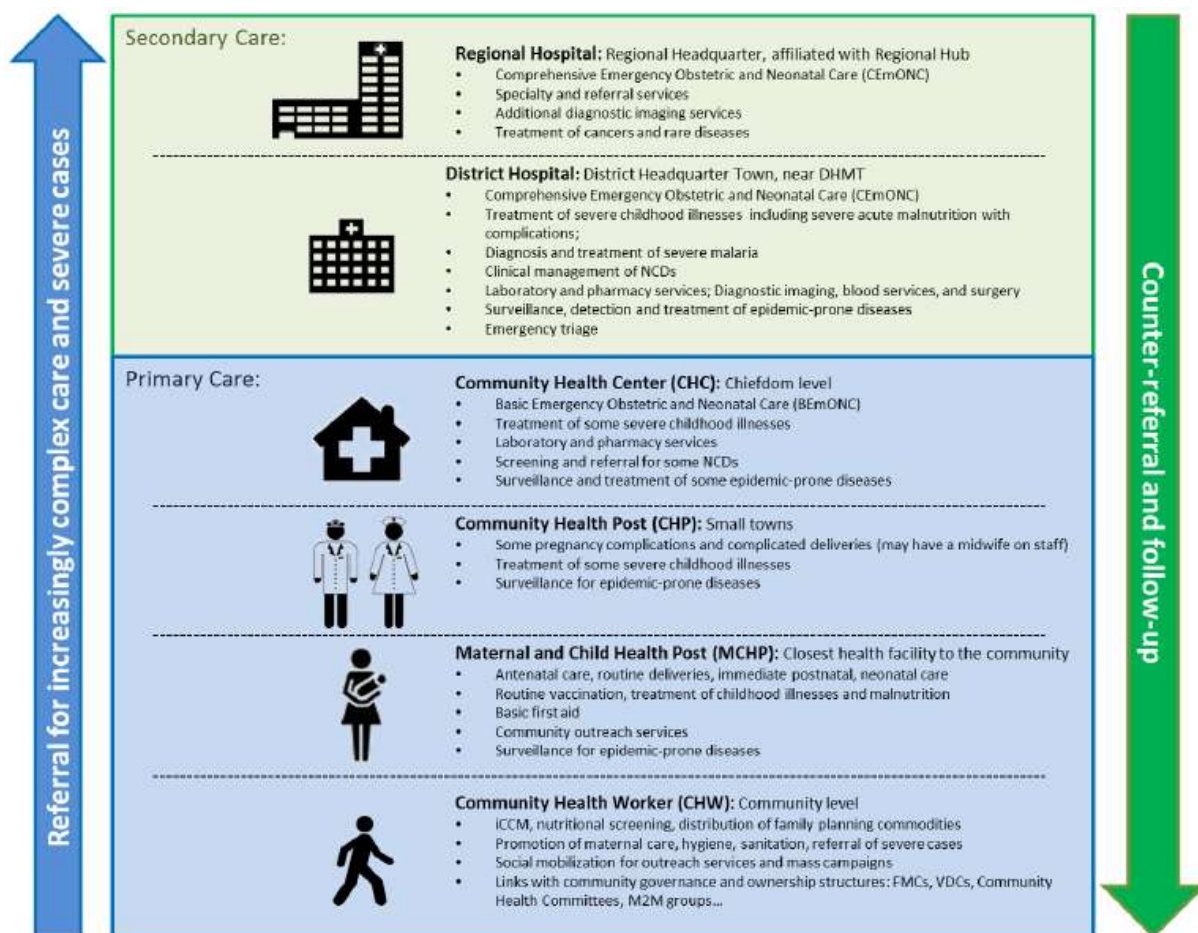 Referral for increasingly complex care and severe cases
Secondary Care:
Regional Hospital: Regional Headquarter, affiliated with Regional Hub
• Comprehensive Emergency Obstetric and Neonatal Care (CEmONC)
• Specialty and referral services
• Additional diagnostic imaging services
• Treatment of cancers and rare diseases
District Hospital: District Headquarter Town, near DHMT
• Comprehensive Emergency Obstetric and Neonatal Care (CEmONC)
• Treatment of severe childhood illnesses including severe acute malnutrition with
complications;
• Diagnosis and treatment of severe malaria
• Clinical management of NCDs
• Laboratory and pharmacy services; Diagnostic imaging, blood services, and surgery
• Surveillance, detection and treatment of epidemic-prone diseases
• Emergency triage
Primary Care:
Community Health Center (CHC): Chiefdom level
• Basic Emergency Obstetric and Neonatal Care (BEmONC)
• Treatment of some severe childhood illnesses
• Laboratory and pharmacy services
• Screening and referral for some NCDs
• Surveillance and treatment of some epidemic-prone diseases
Community Health Post (CHP): Small towns
• Some pregnancy complications and complicated deliveries (may have a midwife on staff)
• Treatment of some severe childhood illnesses
• Surveillance for epidemic-prone diseases
Maternal and Child Health Post (MCHP): Closest health facility to the community
• Antenatal care, routine deliveries, immediate postnatal, neonatal care
• Routine vaccination, treatment of childhood illnesses and malnutrition
• Basic first aid
• Community outreach services
• Surveillance for epidemic-prone diseases
Community Health Worker (CHW): Community level
• iCCM, nutritional screening, distribution of family planning commodities
• Promotion of maternal care, hygiene, sanitation, referral of severe cases
• Social mobilization for outreach services and mass campaigns
• Links with community governance and ownership structures: FMCs, VDCs, Community
Health Committees, M2M groups...
Counter-referral and follow-up